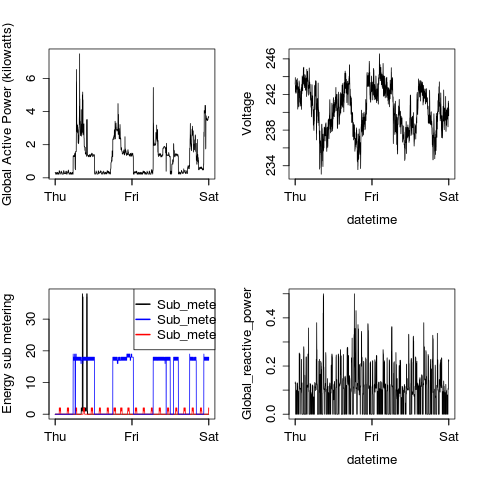 Global Active Power (kilowatts)
0 2 4 6
Thu Fri Sat
Voltage
234 238 242 246
Thu Fri Sat
datetime
Energy sub metering
0 10 20 30
Sub_mete
Sub_mete
Sub_mete
Thu Fri Sat
Global_reactive_power
0.0 0.2 0.4
Thu Fri Sat
datetime